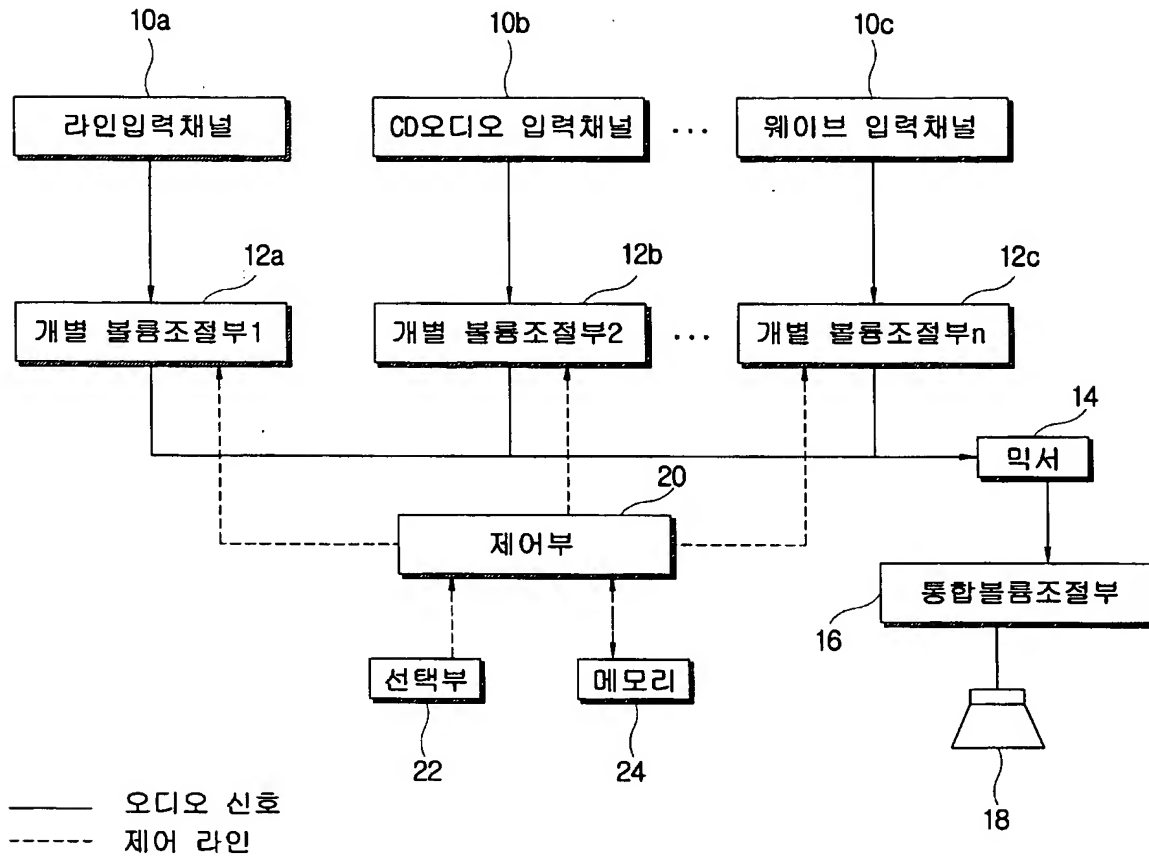 10a
10b
10c
라인입력채널
CD오디오 입력채널
...
웨이브 입력채널
12a
12b
12c
개별 볼륨조절부1
개별 볼륨조절부2
...
개별 볼륨조절부n
14
믹서
20
제어부
통합볼륨조절부
16
선택부
메모리
22
24
18
오디오 신호
제어 라인